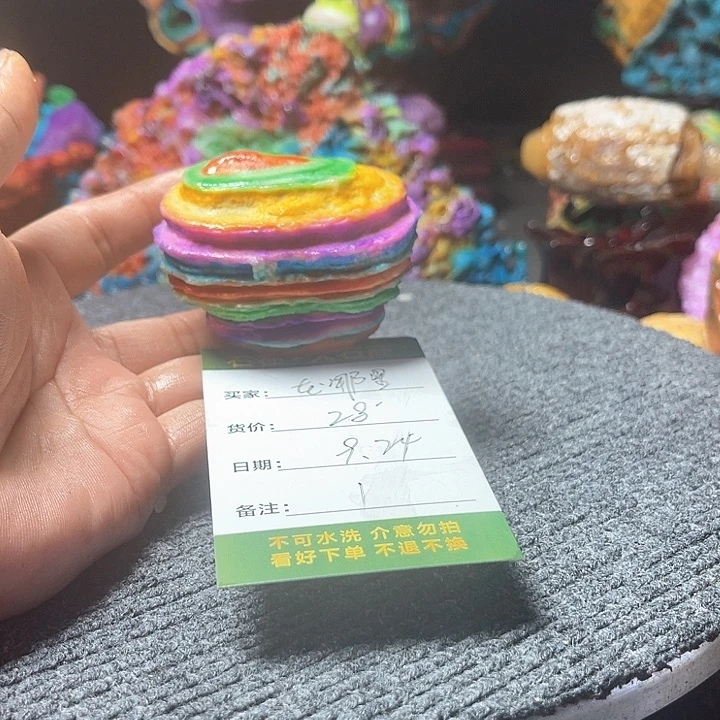 买家:
货价: 28
日期: 9.24
备注: 1
不可水洗 介意勿拍
看好下单 不退不换